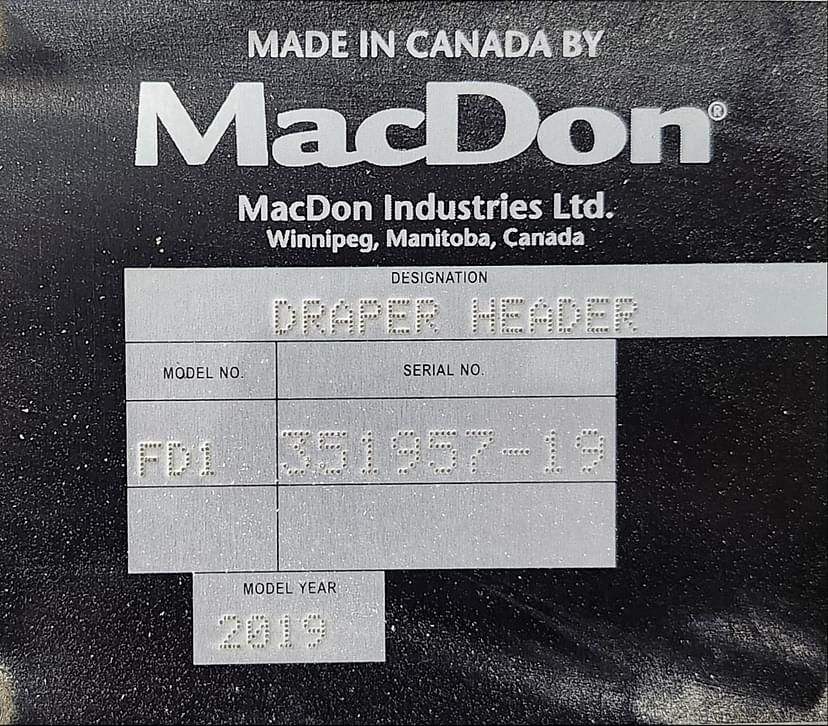 MADE IN CANADA BY
MacDon®
MacDon Industries Ltd.
Winnipeg, Manitoba, Canada
DESIGNATION
DRAPER HEADER
MODEL NO. SERIAL NO.
FD1 351957-19
MODEL YEAR
2019